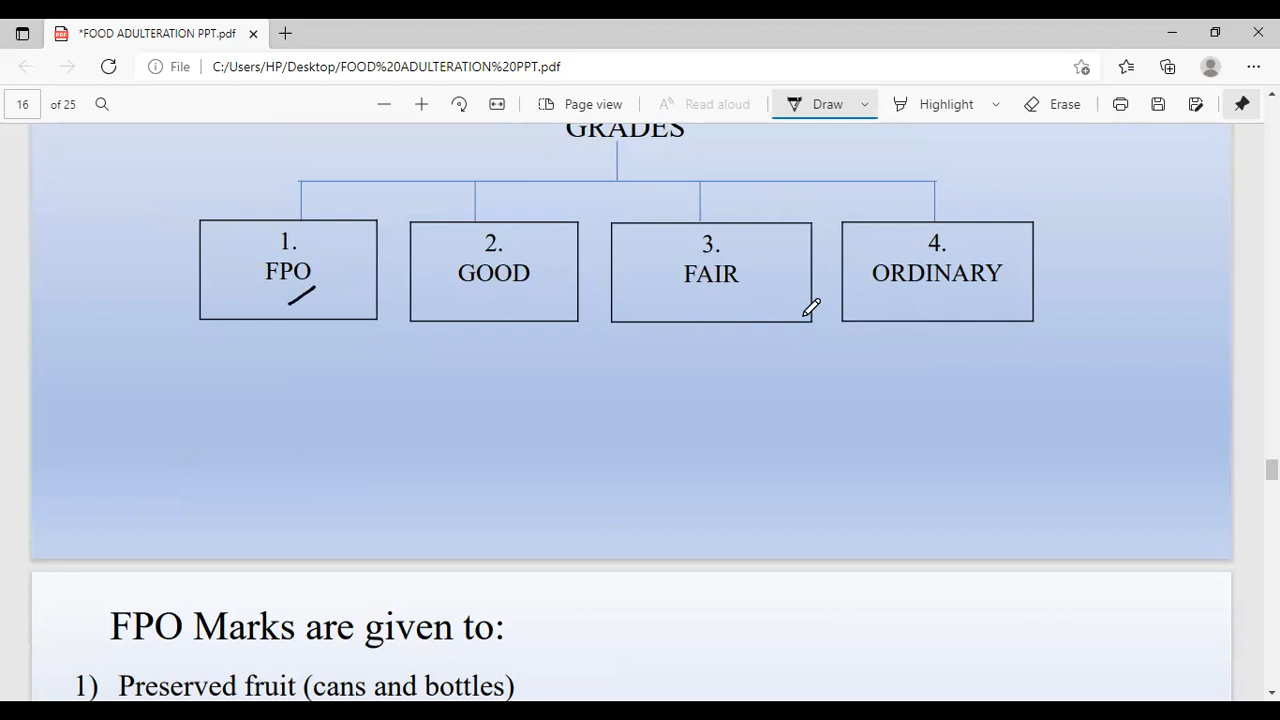 *FOOD ADULTERATION PPT.pdf
File C:/Users/HP/Desktop/FOOD%20ADULTERATION%20PPT.pdf
16 of 25 Page view Read aloud Draw Highlight Erase
GRADES
1. 2. 3. 4.
FPO GOOD FAIR ORDINARY
FPO Marks are given to:
1) Preserved fruit (cans and bottles)